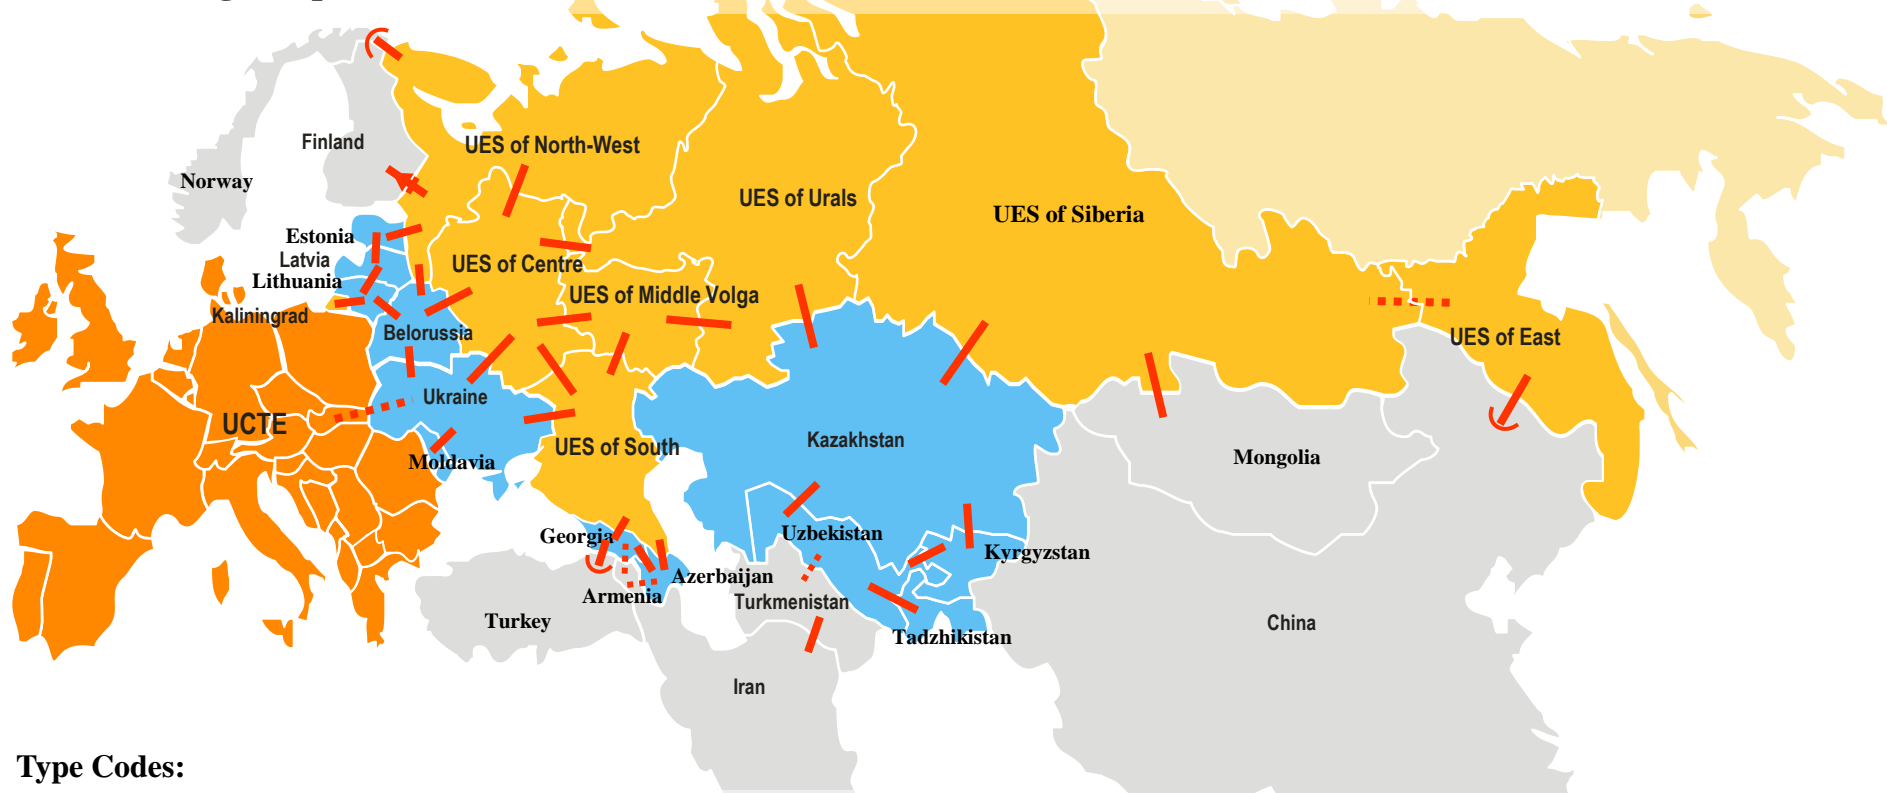 Finland
UES of North-West
Norway
UES of Urals
UES of Siberia
Estonia
Latvia
Lithuania
UES of Centre
UES of Middle Volga
Kaliningrad
Belorussia
UES of East
Ukraine
UCTE
UES of South
Kazakhstan
Moldavia
Mongolia
Georgia
Uzbekistan
Kyrgyzstan
Azerbaijan
Armenia
Turkmenistan
Turkey
Tadzhikistan
China
Iran
Type Codes: